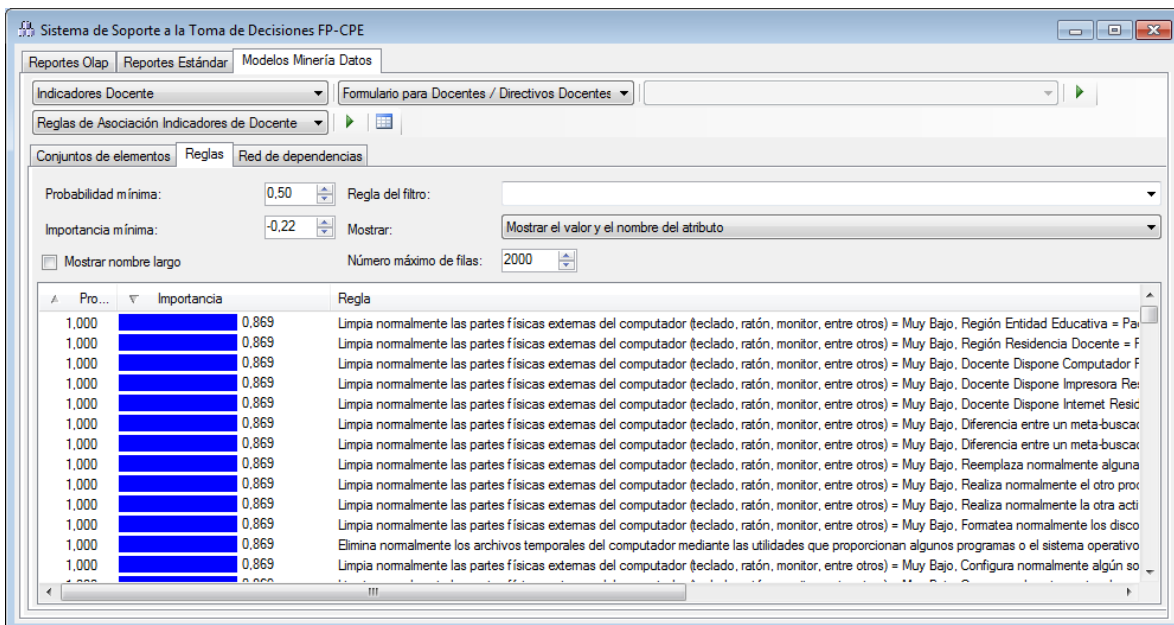 Sistema de Soporte a la Toma de Decisiones FP-CPE
Reportes Olap Reportes Estándar Modelos Minería Datos
Indicadores Docente Formulario para Docentes / Directivos Docentes
Reglas de Asociación Indicadores de Docente
Conjuntos de elementos Reglas Red de dependencias
Probabilidad mínima: 0,50 Regla del filtro:
Importancia mínima: -0,22 Mostrar: Mostrar el valor y el nombre del atributo
Mostrar nombre largo Número máximo de filas: 2000
Pro... Importancia Regla
1,000 0,869 Limpia normalmente las partes físicas externas del computador (teclado, ratón, monitor, entre otros) = Muy Bajo, Región Entidad Educativa =
1,000 0,869 Limpia normalmente las partes físicas externas del computador (teclado, ratón, monitor, entre otros) = Muy Bajo, Región Residencia Docente =
1,000 0,869 Limpia normalmente las partes físicas externas del computador (teclado, ratón, monitor, entre otros) = Muy Bajo, Docente Dispone Computador
1,000 0,869 Limpia normalmente las partes físicas externas del computador (teclado, ratón, monitor, entre otros) = Muy Bajo, Docente Dispone Impresora
1,000 0,869 Limpia normalmente las partes físicas externas del computador (teclado, ratón, monitor, entre otros) = Muy Bajo, Docente Dispone Internet
1,000 0,869 Limpia normalmente las partes físicas externas del computador (teclado, ratón, monitor, entre otros) = Muy Bajo, Diferencia entre un
1,000 0,869 Limpia normalmente las partes físicas externas del computador (teclado, ratón, monitor, entre otros) = Muy Bajo, Diferencia entre un
1,000 0,869 Limpia normalmente las partes físicas externas del computador (teclado, ratón, monitor, entre otros) = Muy Bajo, Reemplaza normalmente alguna
1,000 0,869 Limpia normalmente las partes físicas externas del computador (teclado, ratón, monitor, entre otros) = Muy Bajo, Realiza normalmente el otro
1,000 0,869 Limpia normalmente las partes físicas externas del computador (teclado, ratón, monitor, entre otros) = Muy Bajo, Realiza normalmente la otra
1,000 0,869 Limpia normalmente las partes físicas externas del computador (teclado, ratón, monitor, entre otros) = Muy Bajo, Formatea normalmente los
1,000 0,869 Elimina normalmente los archivos temporales del computador mediante las utilidades que proporcionan algunos programas o el sistema operativo
1,000 0,869 Limpia normalmente las partes físicas externas del computador (teclado, ratón, monitor, entre otros) = Muy Bajo, Configura normalmente algún